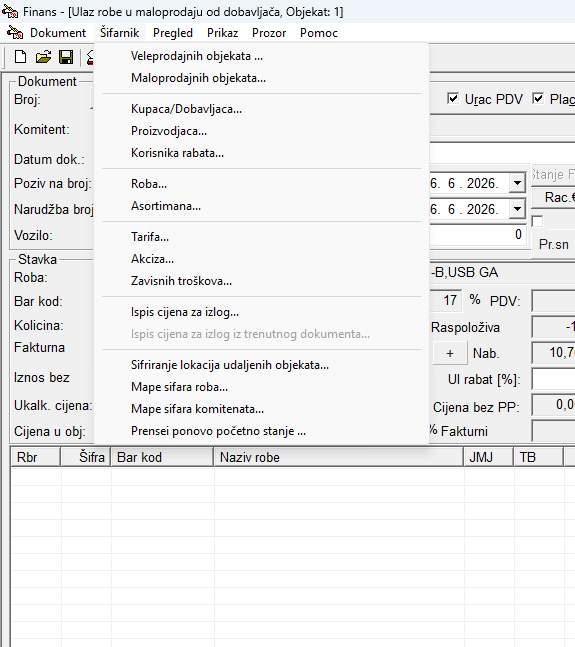 Finans - [Ulaz robe u maloprodaju od dobavljača, Objekat: 1]
Dokument Šifarnik Pregled Prikaz Prozor Pomoc
Veleprodajnih objekata ...
Maloprodajnih objekata...
Kupaca/Dobavljaca...
Proizvodjaca...
Korisnika rabata...
Roba...
Asortimana...
Tarifa...
Akciza...
Zavisnih troškova...
Ispis cijena za izlog...
Ispis cijena za izlog iz trenutnog dokumenta...
Sifriranje lokacija udaljenih objekata...
Mape sifara roba...
Mape sifara komitenata...
Prensei ponovo početno stanje ...
Dokument
Broj:
Urac PDV
Komitent:
Datum dok.:
Poziv na broj: 6. 6 . 2026.
Narudžba broj 6. 6 . 2026. Rac.€
Vozilo: 0 Pr.sn
Stavka
Roba: -B,USB GA
Bar kod: 17 % PDV:
Kolicina: Raspoloživa -1
Fakturna + Nab. 10,7
Iznos bez Ul rabat [%]:
Ukalk. cijena: Cijena bez PP: 0,0
Cijena u obj: % Fakturni
Rbr Šifra Bar kod Naziv robe JMJ TB